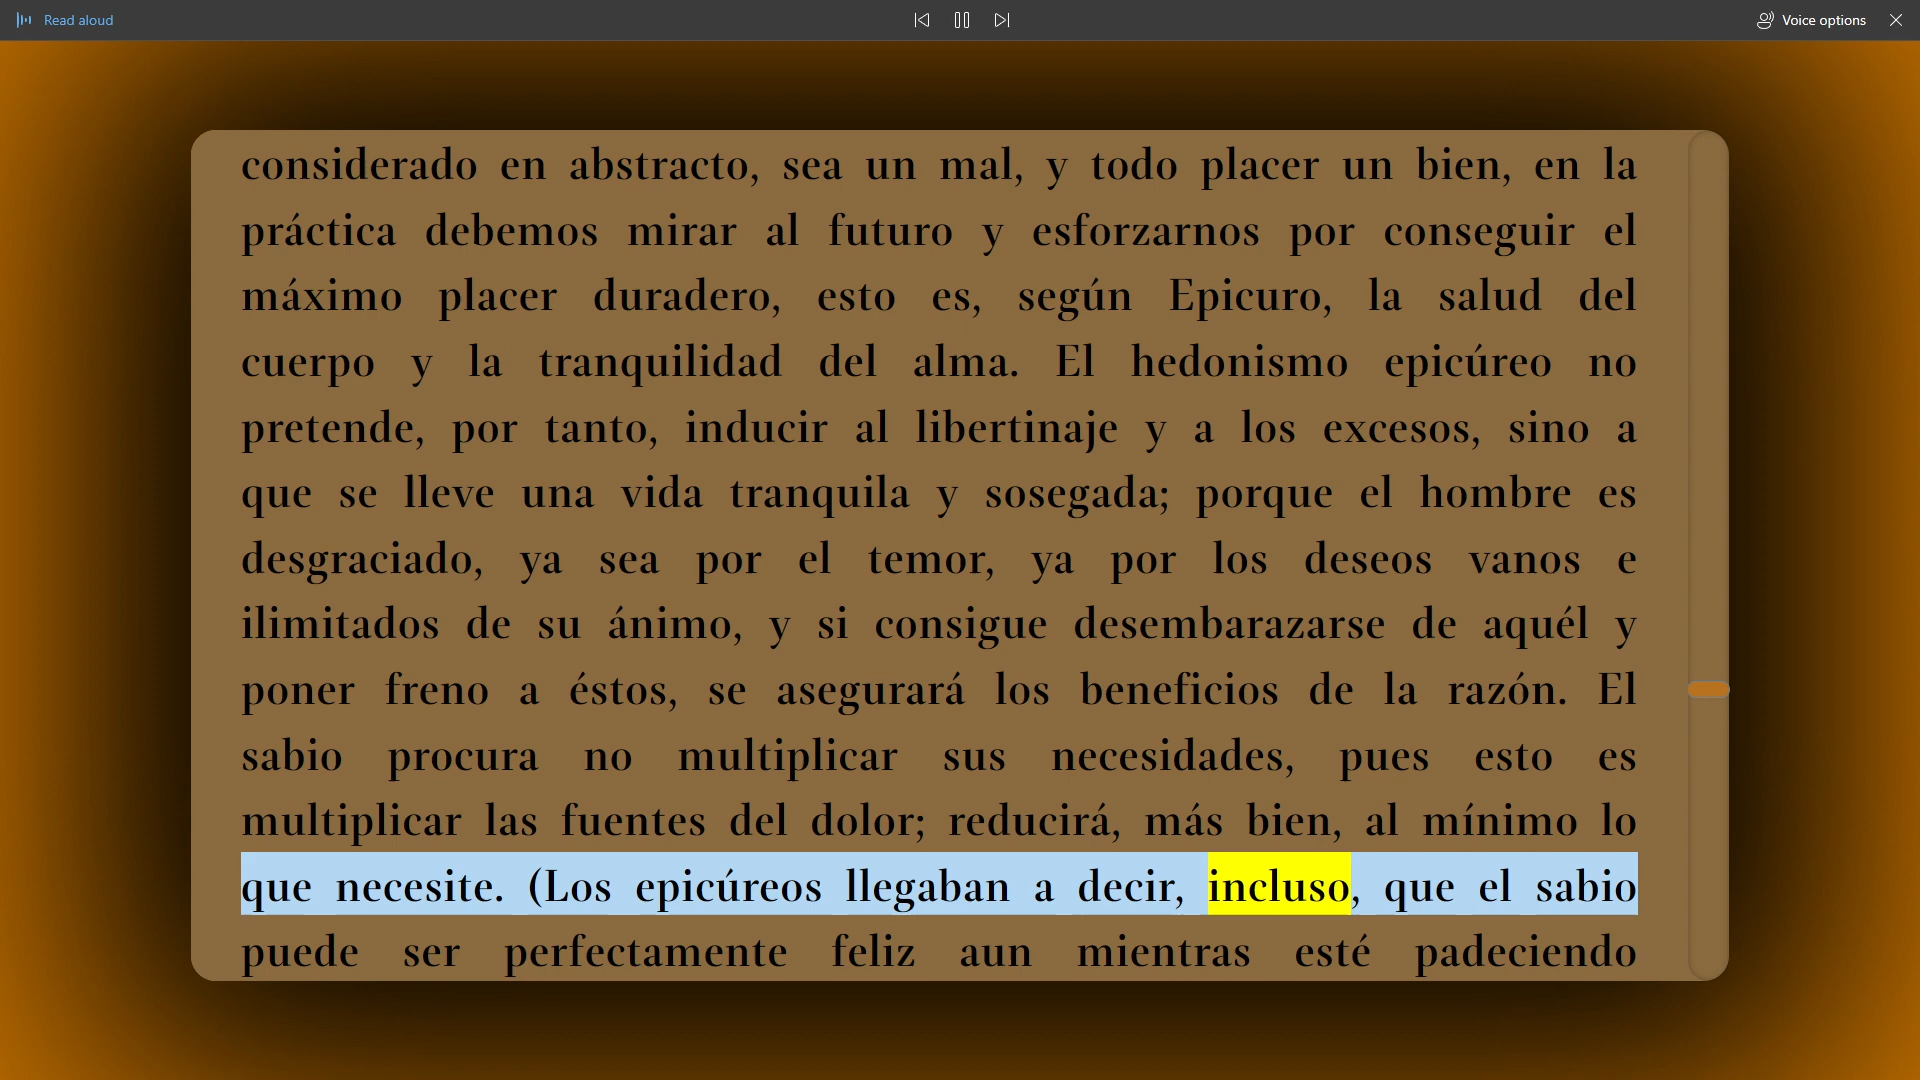 Read aloud
Voice options
considerado en abstracto, sea un mal, y todo placer un bien, en la
práctica debemos mirar al futuro y esforzarnos por conseguir el
máximo placer duradero, esto es, según Epicuro, la salud del
cuerpo y la tranquilidad del alma. El hedonismo epicúreo no
pretende, por tanto, inducir al libertinaje y a los excesos, sino a
que se lleve una vida tranquila y sosegada; porque el hombre es
desgraciado, ya sea por el temor, ya por los deseos vanos e
ilimitados de su ánimo, y si consigue desembarazarse de aquél y
poner freno a éstos, se asegurará los beneficios de la razón. El
sabio procura no multiplicar sus necesidades, pues esto es
multiplicar las fuentes del dolor; reducirá, más bien, al mínimo lo
que necesite. (Los epicúreos llegaban a decir, incluso, que el sabio
puede ser perfectamente feliz aun mientras esté padeciendo